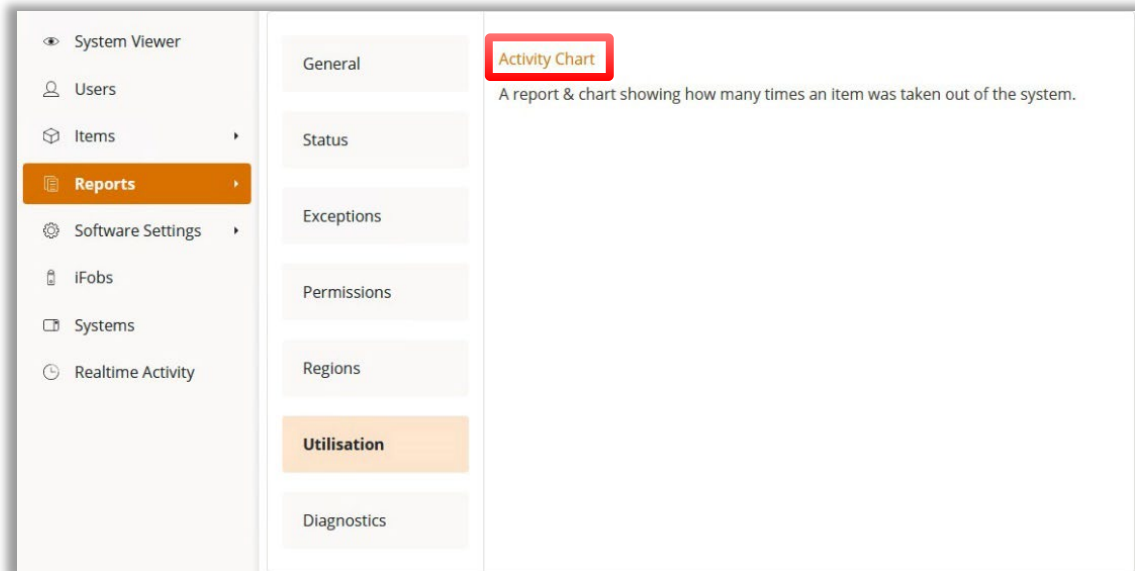 System Viewer
Users
Items
Reports
Software Settings
iFobs
Systems
Realtime Activity
General
Status
Exceptions
Permissions
Regions
Utilisation
Diagnostics
Activity Chart
A report & chart showing how many times an item was taken out of the system.